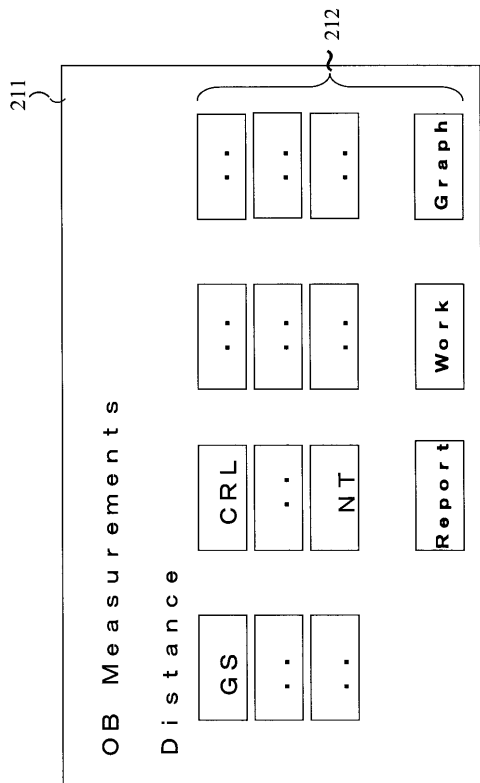 211
OB Measurements
Distance
GS CRL .. ..
.. .. .. ..
.. NT .. ..
212
Report Work Graph